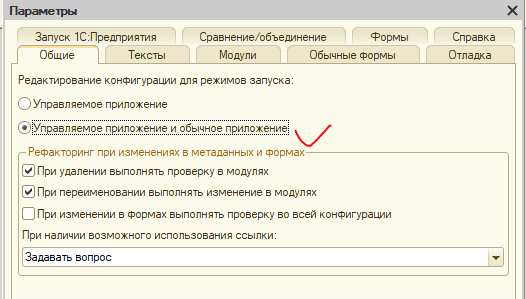 Параметры
Запуск 1С:Предприятия Сравнение/объединение Формы Справка
Общие Тексты Модули Обычные формы Отладка
Редактирование конфигурации для режимов запуска:
Управляемое приложение
Управляемое приложение и обычное приложение
Рефакторинг при изменениях в метаданных и формах
При удалении выполнять проверку в модулях
При переименовании выполнять изменение в модулях
При изменении в формах выполнять проверку во всей конфигурации
При наличии возможного использования ссылки:
Задавать вопрос